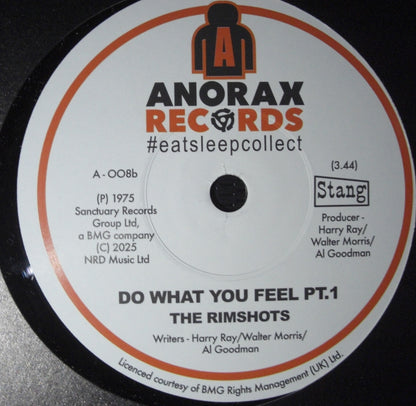 A
ANORAX
RECORDS
#eatsleepcollect
A - OO8b
(P) 1975
Sanctuary Records
Group Ltd,
a BMG company
(C) 2025
NRD Music Ltd
(3.44)
Stang
Producer -
Harry Ray/
Walter Morris/
Al Goodman
DO WHAT YOU FEEL PT.1
THE RIMSHOTS
Writers - Harry Ray/Walter Morris/
Al Goodman
Licenced courtesy of BMG Rights Management (UK) Ltd.